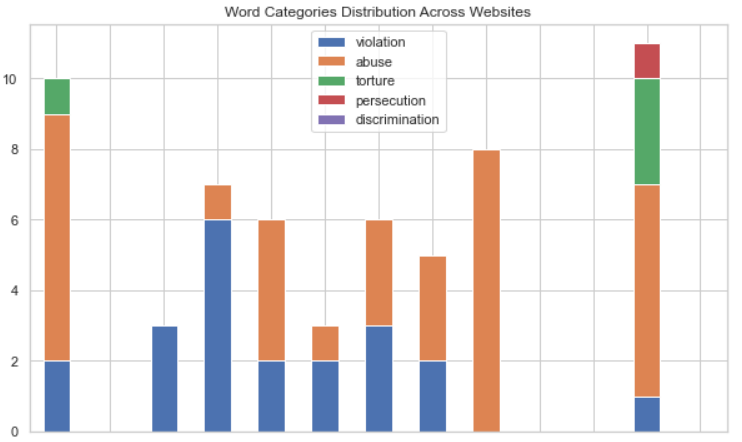 Word Categories Distribution Across Websites
violation
abuse
torture
persecution
discrimination
10
8
6
4
2
0